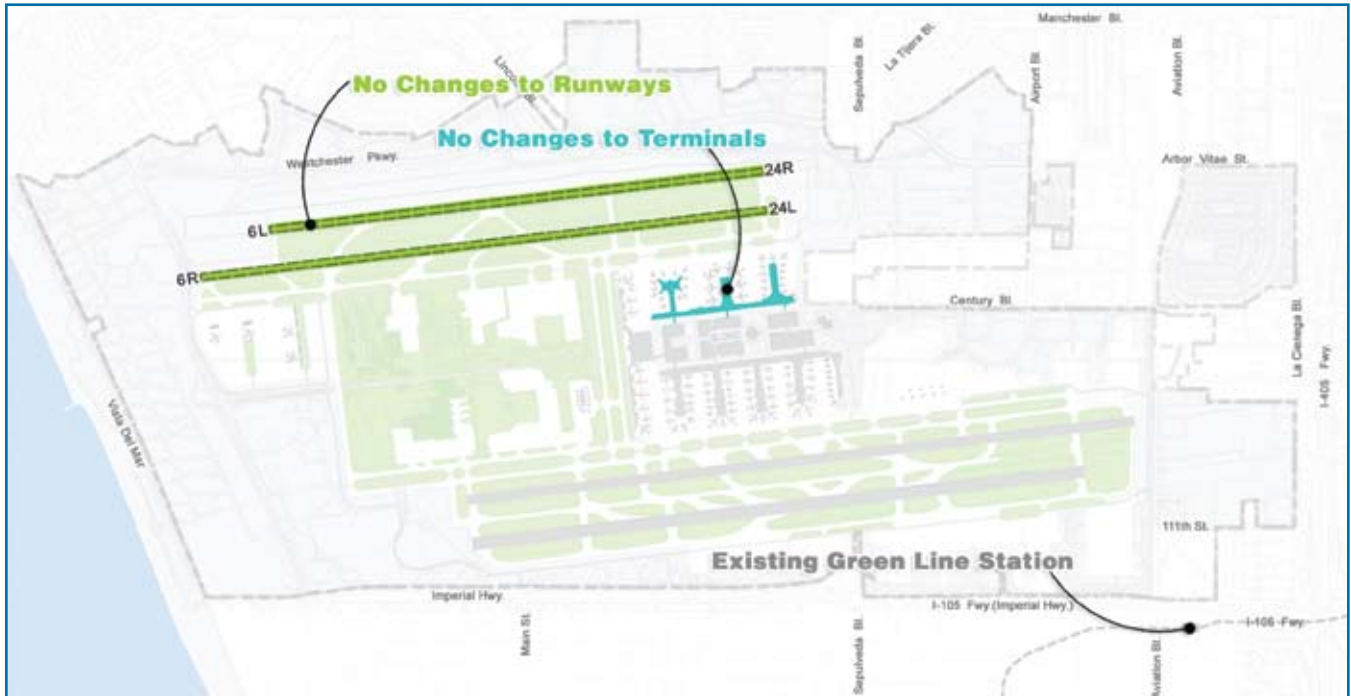 Manchester Bl.
La Tijera Bl.
Sepulveda Bl.
Airport Bl.
Aviation Bl.
No Changes to Runways
No Changes to Terminals
Westchester Pkwy.
Arbor Vitae St.
24R
24L
6L
6R
Century Bl.
La Cienega Bl.
I-405 Fwy.
Vista Del Mar
111th St.
Existing Green Line Station
Imperial Hwy.
I-105 Fwy.(Imperial Hwy.)
I-105 Fwy.
Main St.
Sepulveda Bl.
Aviation Bl.